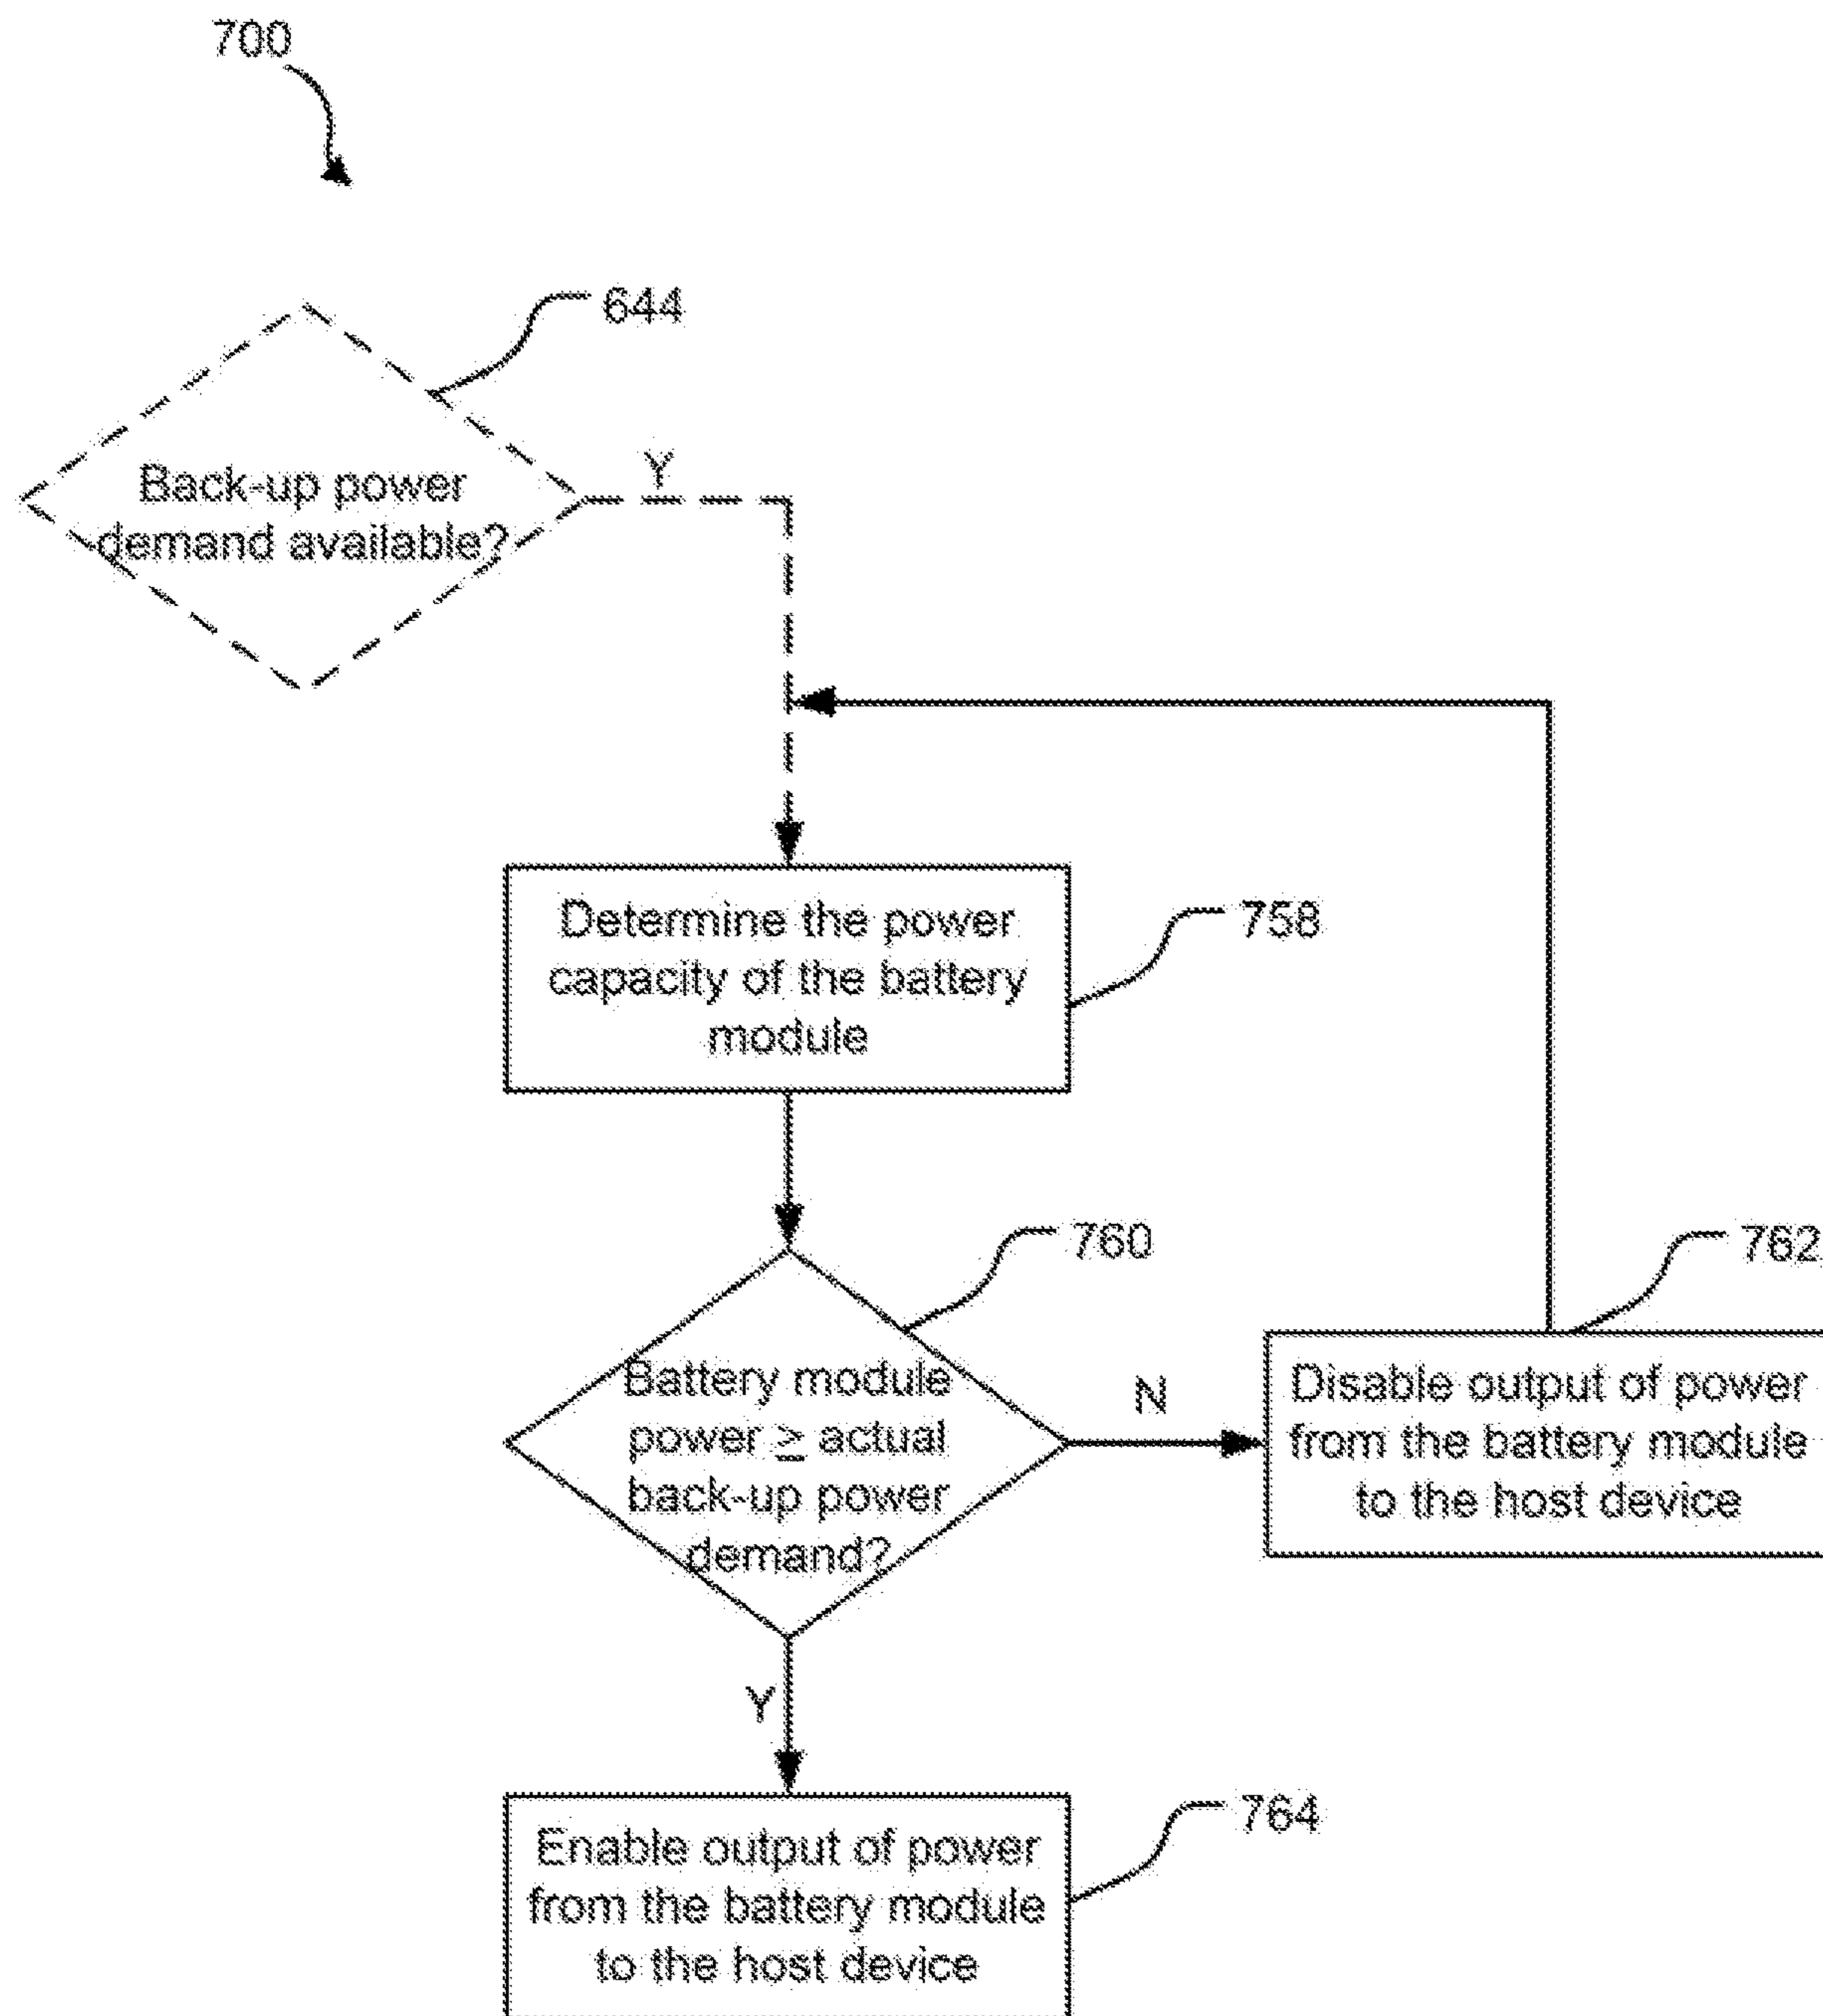 700
644
Back-up power
demand available?
Y
Determine the power
capacity of the battery
module
758
760
762
Battery module
power ≥ actual
back-up power
demand?
N
Disable output of power
from the battery module
to the host device
Y
764
Enable output of power
from the battery module
to the host device